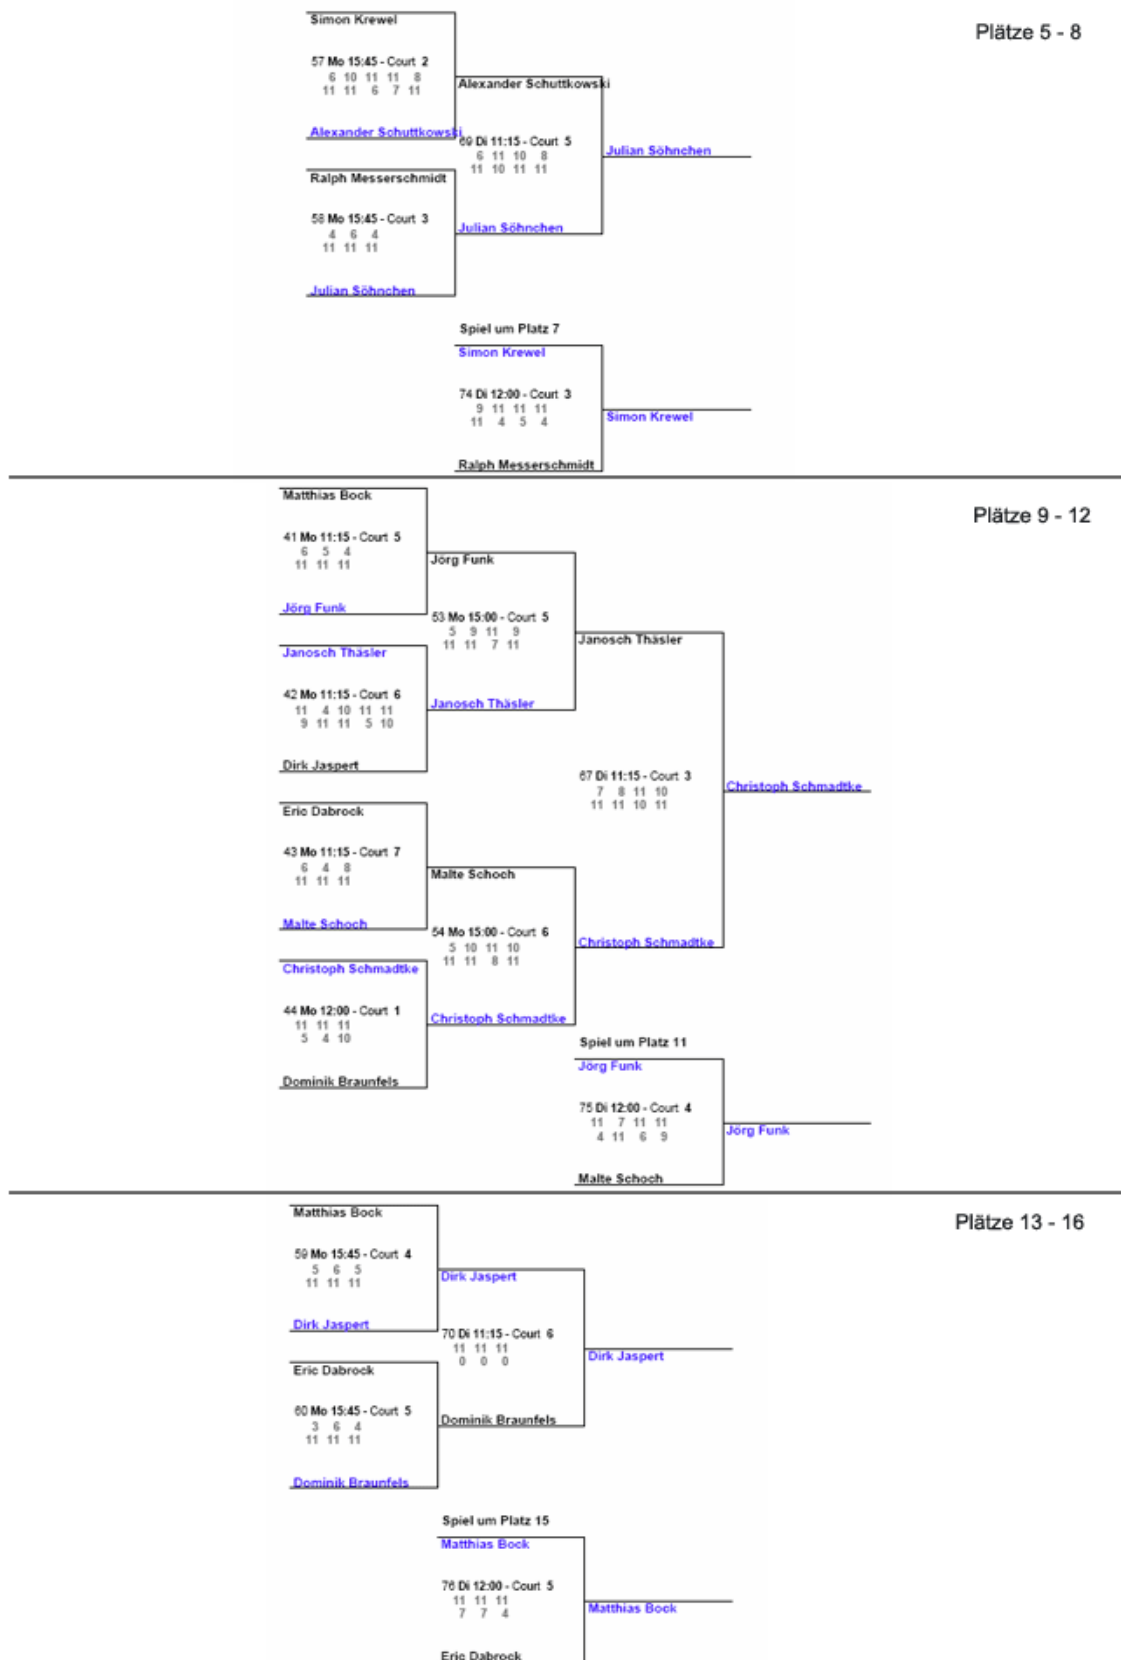 Simon Krewel
Plätze 5 - 8
57 Mo 15:45 - Court 2
6 10 11 11 8
11 11 6 7 11
Alexander Schuttkowski
Alexander Schuttkowski
69 Di 11:15 - Court 5
6 11 10 8
11 10 11 11
Julian Söhnchen
Ralph Messerschmidt
58 Mo 15:45 - Court 3
4 6 4
11 11 11
Julian Söhnchen
Julian Söhnchen
Spiel um Platz 7
Simon Krewel
74 Di 12:00 - Court 3
9 11 11 11
11 4 5 4
Simon Krewel
Ralph Messerschmidt
Matthias Bock
Plätze 9 - 12
41 Mo 11:15 - Court 5
6 5 4
11 11 11
Jörg Funk
Jörg Funk
53 Mo 15:00 - Court 5
5 9 11 9
11 11 7 11
Janosch Thäsler
Janosch Thäsler
42 Mo 11:15 - Court 6
11 4 10 11 11
9 11 11 5 10
Janosch Thäsler
Dirk Jaspert
67 Di 11:15 - Court 3
7 8 11 10
11 11 10 11
Christoph Schmadtke
Eric Dabrock
43 Mo 11:15 - Court 7
6 4 8
11 11 11
Malte Schoch
Malte Schoch
54 Mo 15:00 - Court 6
5 10 11 10
11 11 8 11
Christoph Schmadtke
Christoph Schmadtke
44 Mo 12:00 - Court 1
11 11 11
5 4 10
Christoph Schmadtke
Dominik Braunfels
Spiel um Platz 11
Jörg Funk
75 Di 12:00 - Court 4
11 7 11 11
4 11 6 9
Jörg Funk
Malte Schoch
Matthias Bock
Plätze 13 - 16
59 Mo 15:45 - Court 4
5 6 5
11 11 11
Dirk Jaspert
Dirk Jaspert
70 Di 11:15 - Court 6
11 11 11
0 0 0
Dirk Jaspert
Eric Dabrock
60 Mo 15:45 - Court 5
3 6 4
11 11 11
Dominik Braunfels
Dominik Braunfels
Spiel um Platz 15
Matthias Bock
76 Di 12:00 - Court 5
11 11 11
7 7 4
Matthias Bock
Eric Dabrock